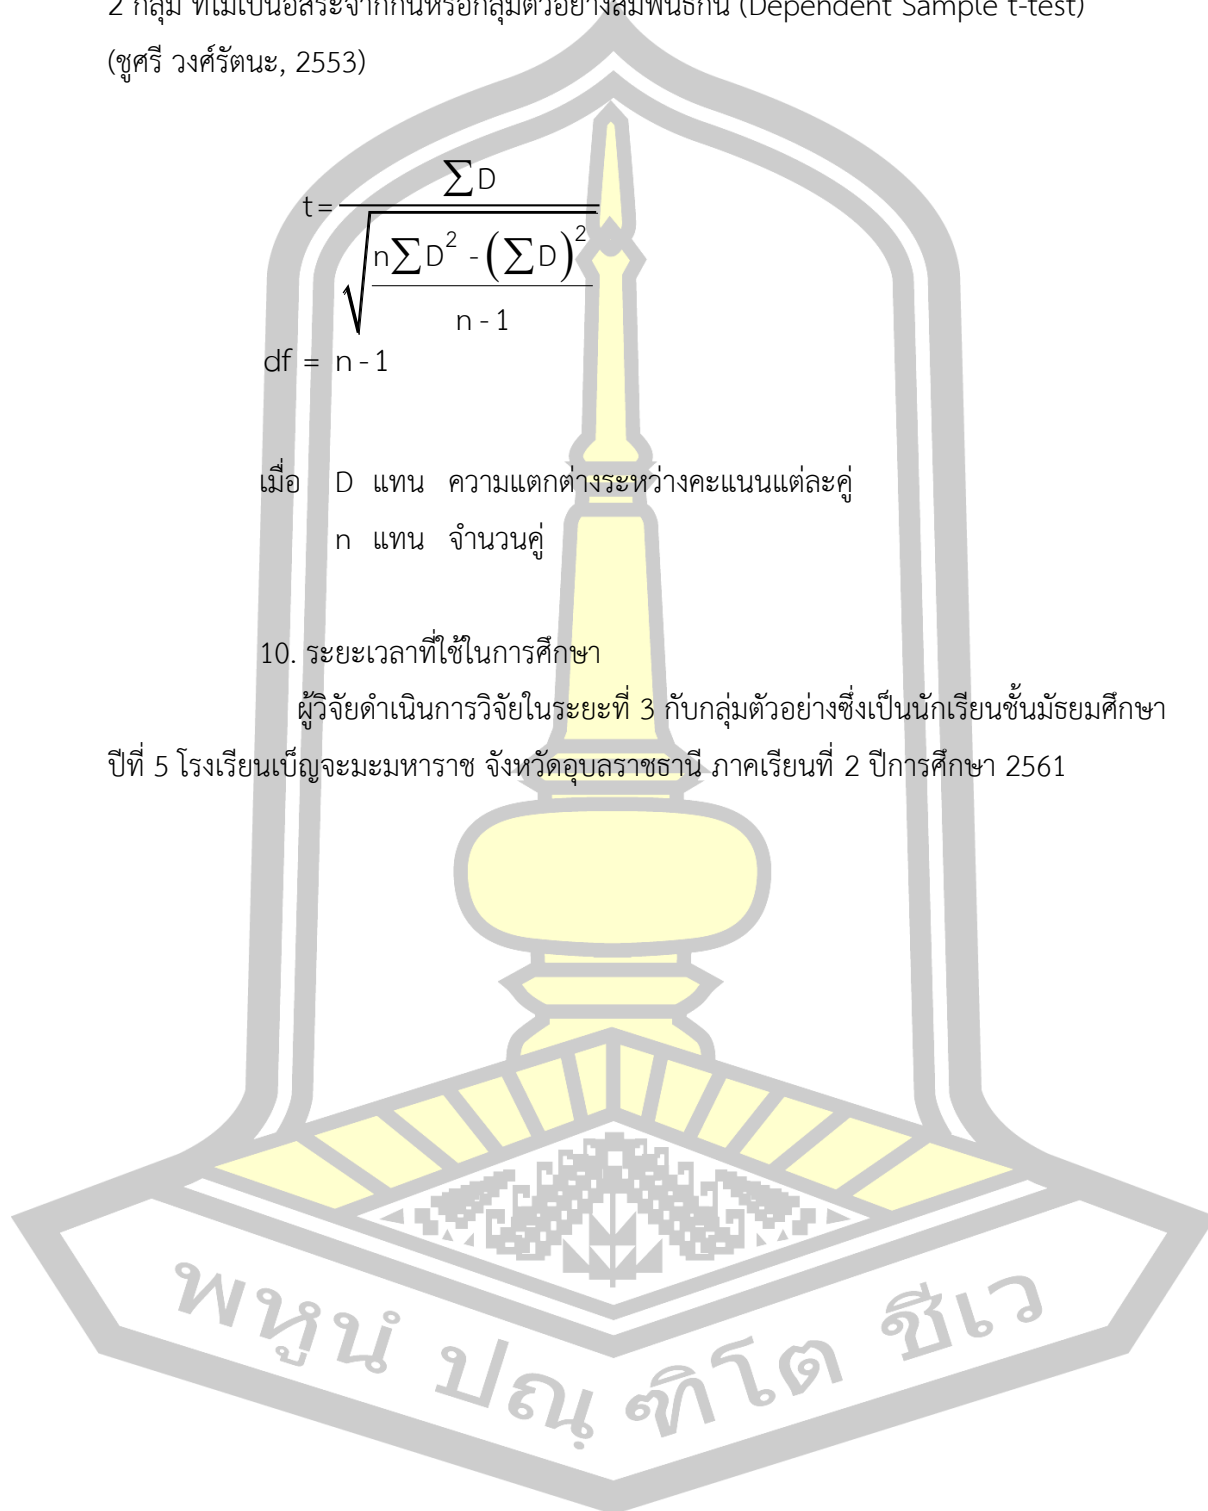 2 กลุ่ม ที่ไม่เป็นอิสระจากกันหรือกลุ่มตัวอย่างสัมพันธ์กัน (Dependent Sample t-test)
(ชูศรี วงศ์รัตนะ, 2553)
t = ∑D
√ n∑D² - (∑D)²
n - 1
df = n - 1
เมื่อ D แทน ความแตกต่างระหว่างคะแนนแต่ละคู่
n แทน จำนวนคู่
10. ระยะเวลาที่ใช้ในการศึกษา
ผู้วิจัยดำเนินการวิจัยในระยะที่ 3 กับกลุ่มตัวอย่างซึ่งเป็นนักเรียนชั้นมัธยมศึกษา
ปีที่ 5 โรงเรียนเบ็ญจะมะมหาราช จังหวัดอุบลราชธานี ภาคเรียนที่ 2 ปีการศึกษา 2561
พหูนํ ปณฺฑิโต ชีเว